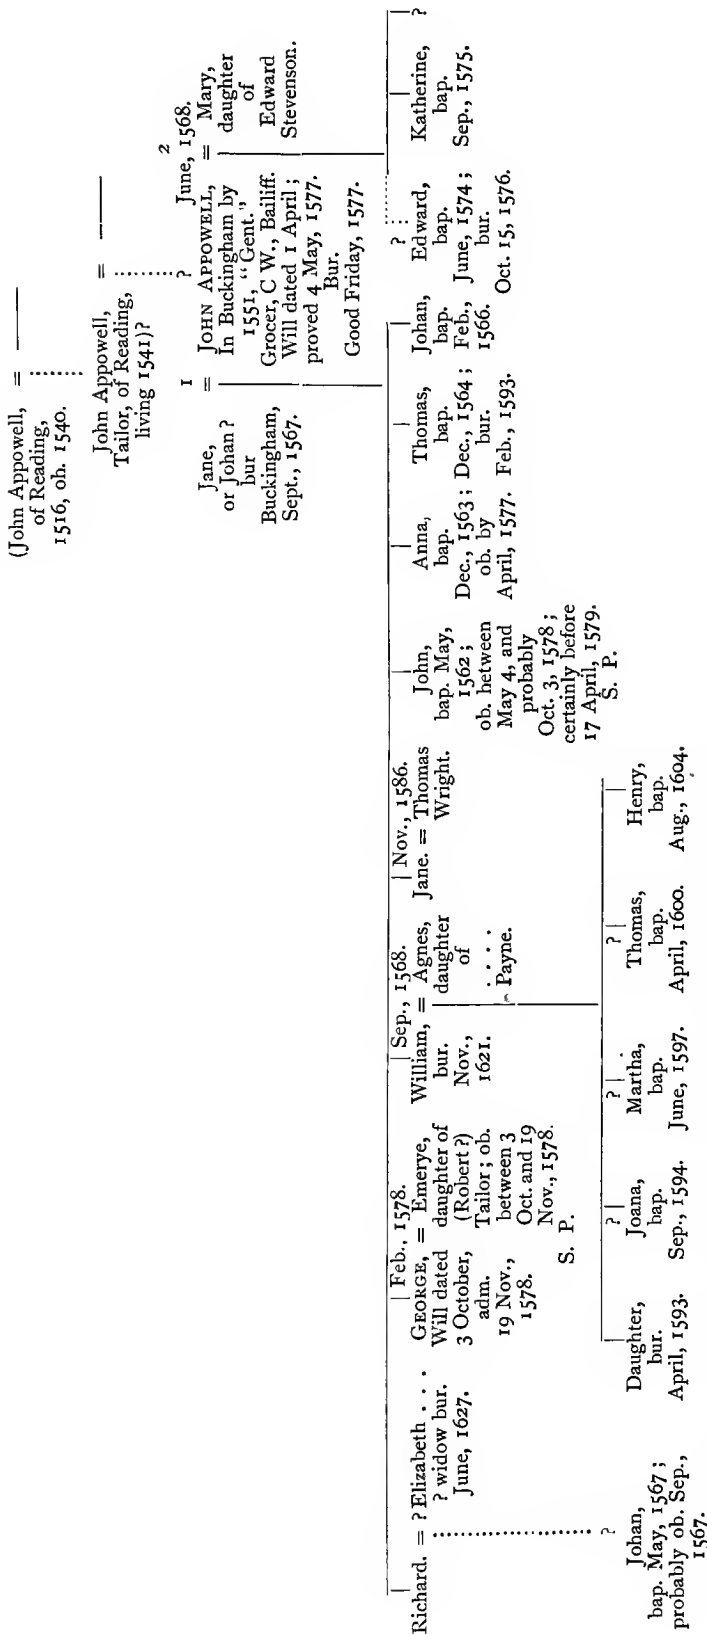 (John Appowell, = ——
of Reading,
1516, ob. 1540.
John Appowell, = ——
Tailor, of Reading,
living 1541)?
Jane,
or Johan ?
bur
Buckingham,
Sept., 1567.
1
=
?
JOHN APPOWELL,
In Buckingham by
1551, "Gent.",
Grocer, C W., Bailiff.
Will dated 1 April ;
proved 4 May, 1577.
Bur.
Good Friday, 1577.
2
June, 1568.
= Mary,
daughter
of
Edward
Stevenson.
Richard. = ? Elizabeth . . .
? widow bur.
June, 1627.
| Feb., 1578.
GEORGE, = Emerye,
Will dated
3 October,
adm.
19 Nov.,
1578.
daughter of
(Robert ?)
Tailor ; ob.
between 3
Oct. and 19
Nov., 1578.
S. P.
| Sep., 1568.
William, = Agnes,
bur.
Nov.,
1621.
daughter
of
. . . .
Payne.
| Nov., 1586.
Jane. = Thomas
Wright.
John,
bap. May,
1562 ;
ob. between
May 4, and
probably
Oct. 3, 1578 ;
certainly before
17 April, 1579.
S. P.
Anna,
bap.
Dec., 1563 ;
ob. by
April, 1577.
Thomas,
bap.
Dec., 1564 ;
bur.
Feb., 1593.
Johan,
bap.
Feb.,
1566.
?
Edward,
bap.
June, 1574 ;
bur.
Oct. 15, 1576.
Katherine,
bap.
Sep., 1575.
?
?
Johan,
bap. May, 1567 ;
probably ob. Sep.,
1567.
Daughter,
bur.
April, 1593.
?
Joana,
bap.
Sep., 1594.
?
Martha,
bap.
June, 1597.
?
Thomas,
bap.
April, 1600.
Henry,
bap.
Aug., 1604.